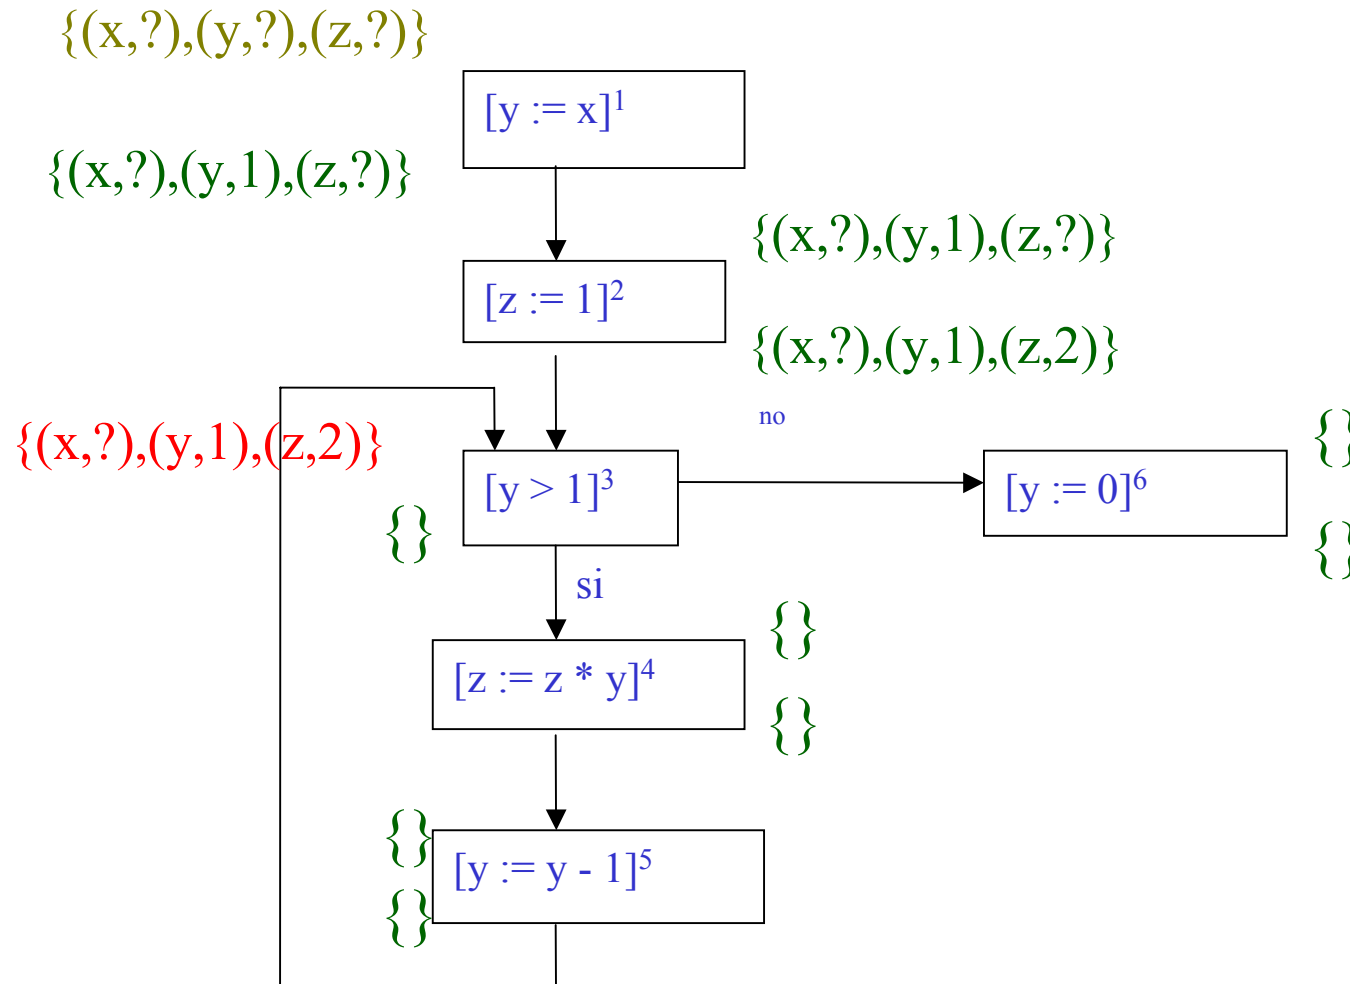 {(x,?),(y,?),(z,?)}
[y := x]1
{(x,?),(y,1),(z,?)}
{(x,?),(y,1),(z,?)}
[z := 1]2
{(x,?),(y,1),(z,2)}
no
{(x,?),(y,1),(z,2)}
{}
[y > 1]3
[y := 0]6
{}
{}
si
{}
[z := z * y]4
{}
{}
[y := y - 1]5
{}